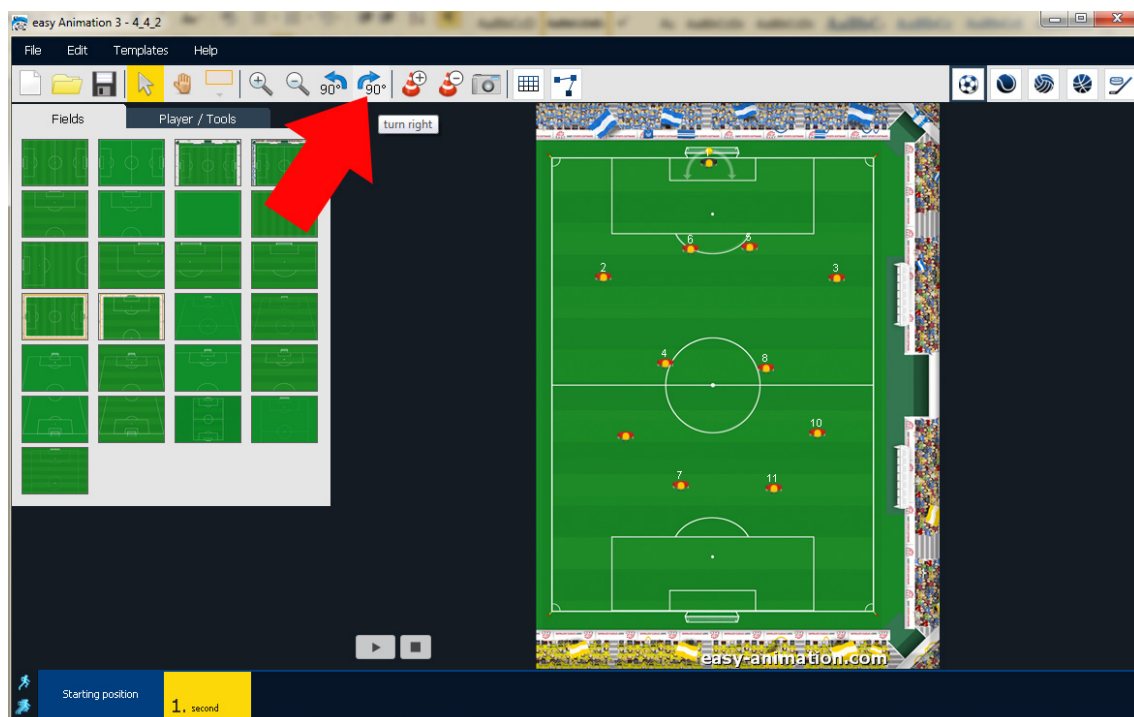 easy Animation 3 - 4_4_2
File Edit Templates Help
90° 90°
Fields Player / Tools
turn right
6 5
2 3
4 8
10
7 11
easy-animation.com
Starting position 1. second